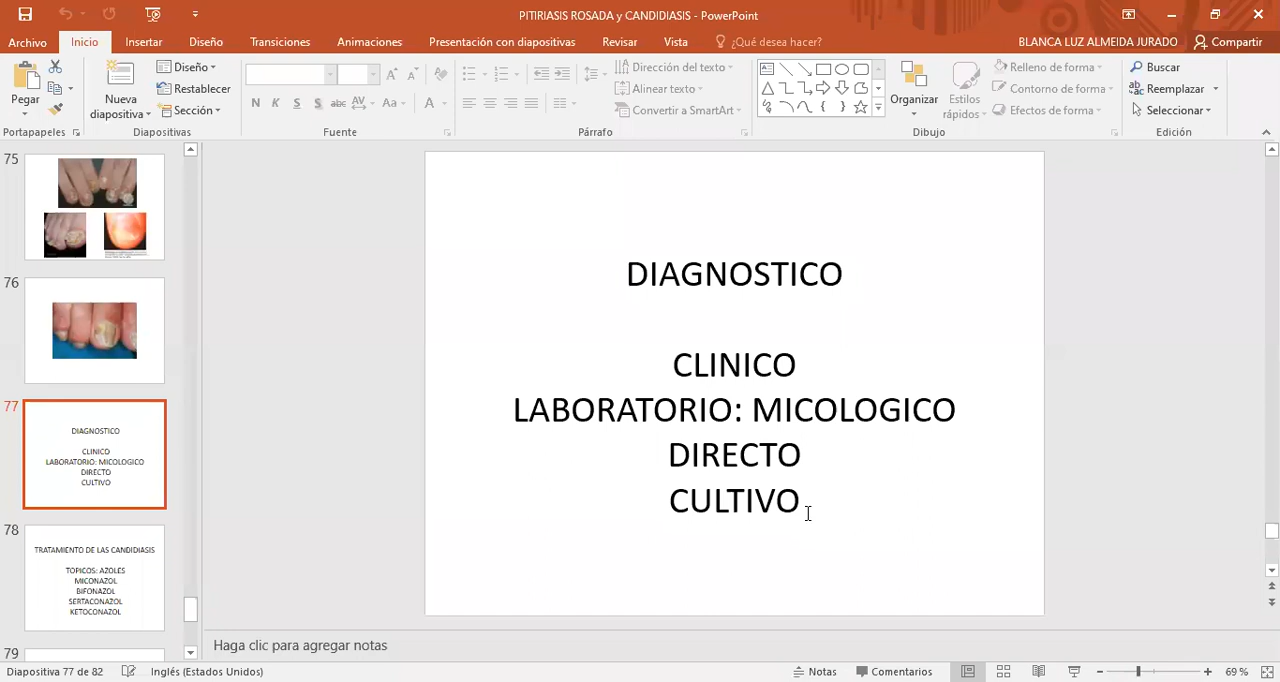 PITIRIASIS ROSADA y CANDIDIASIS - PowerPoint
Archivo Inicio Insertar Diseño Transiciones Animaciones Presentación con diapositivas Revisar Vista ¿Qué desea hacer? BLANCA LUZ ALMEIDA JURADO Compartir
Pegar
Portapapeles
Nueva diapositiva
Diseño
Restablecer
Sección
Diapositivas
N K S S abc AV Aa A
Fuente
Dirección del texto
Alinear texto
Convertir a SmartArt
Párrafo
Organizar
Estilos rápidos
Relleno de forma
Contorno de forma
Efectos de forma
Dibujo
Buscar
Reemplazar
Seleccionar
Edición
75
76
77
DIAGNOSTICO
CLINICO
LABORATORIO: MICOLOGICO
DIRECTO
CULTIVO
78
TRATAMIENTO DE LAS CANDIDIASIS
TOPICOS: AZOLES
MICONAZOL
BIFONAZOL
SERTACONAZOL
KETOCONAZOL
79
DIAGNOSTICO
CLINICO
LABORATORIO: MICOLOGICO
DIRECTO
CULTIVO
Haga clic para agregar notas
Diapositiva 77 de 82 Inglés (Estados Unidos) Notas Comentarios 69 %